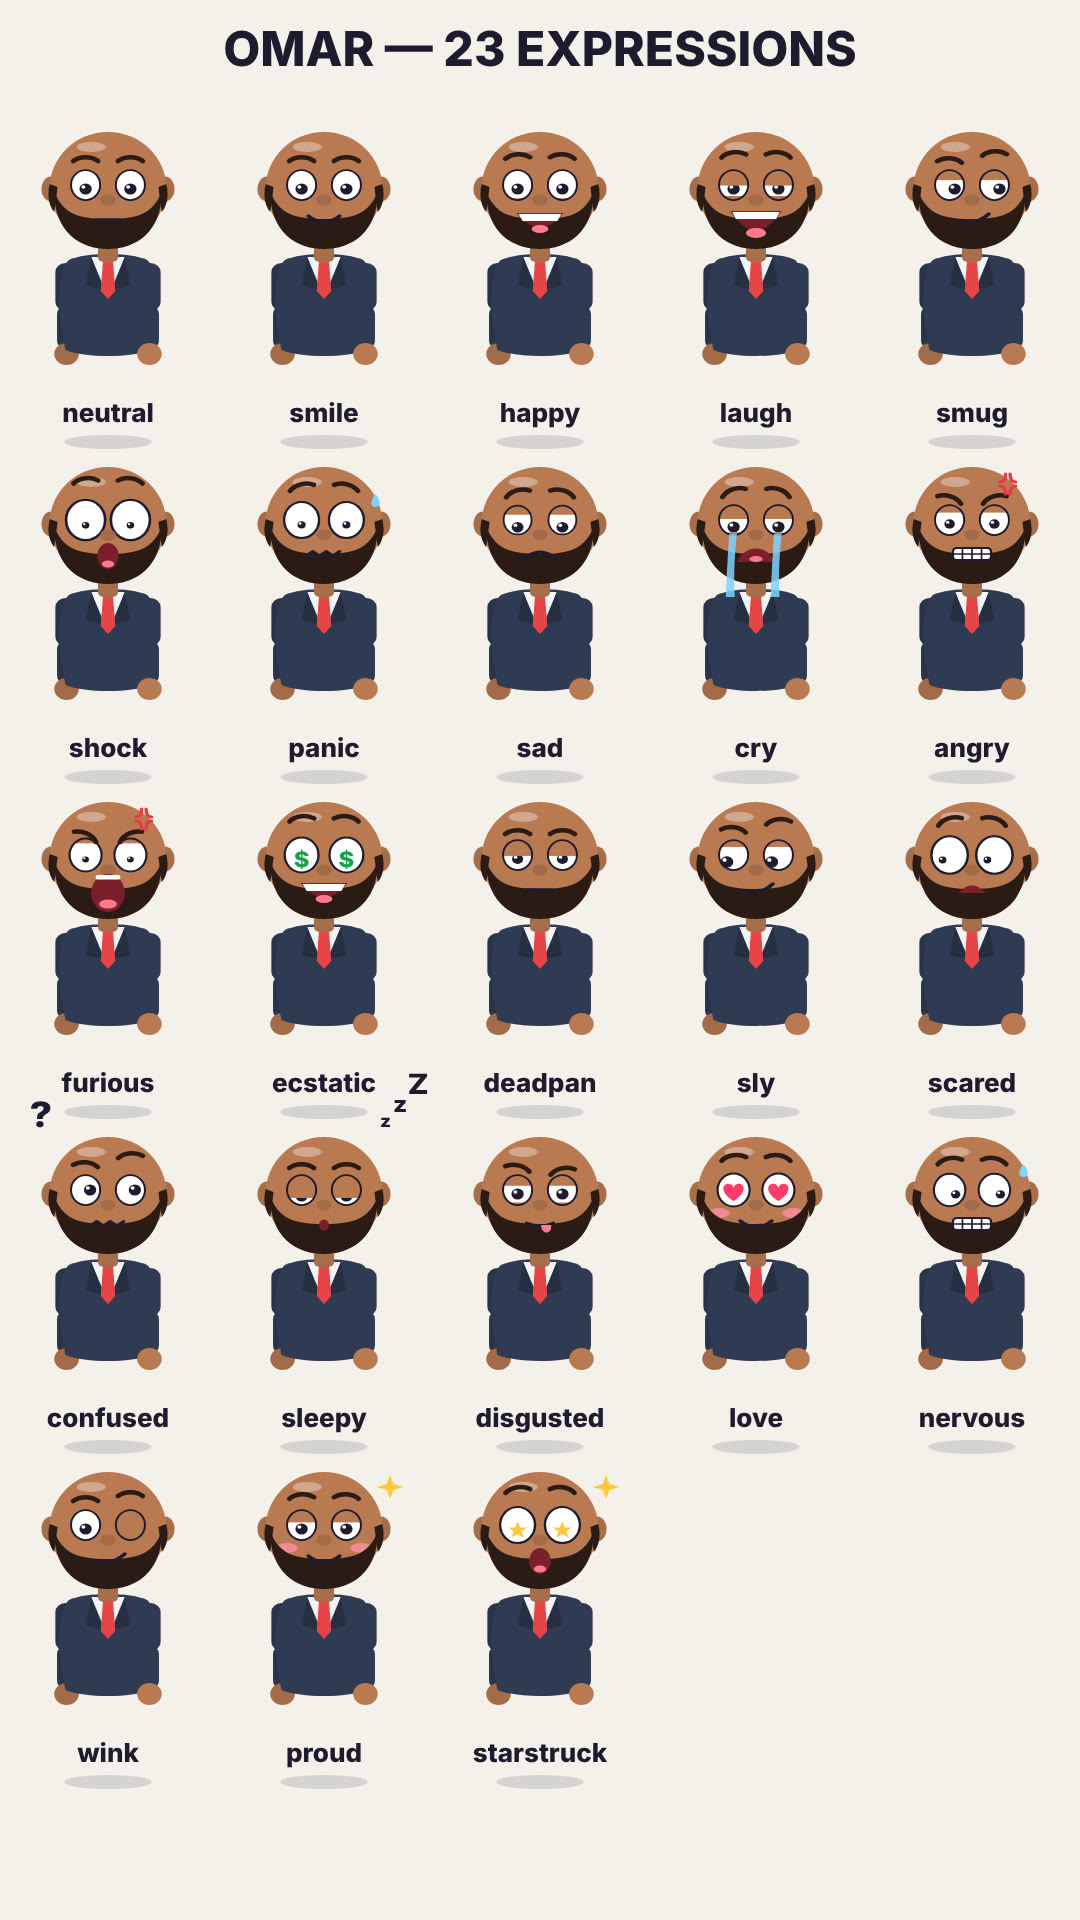 OMAR — 23 EXPRESSIONS
neutral smile happy laugh smug
shock panic sad cry angry
$ $
furious ecstatic deadpan sly scared
? z z Z
confused sleepy disgusted love nervous
wink proud starstruck